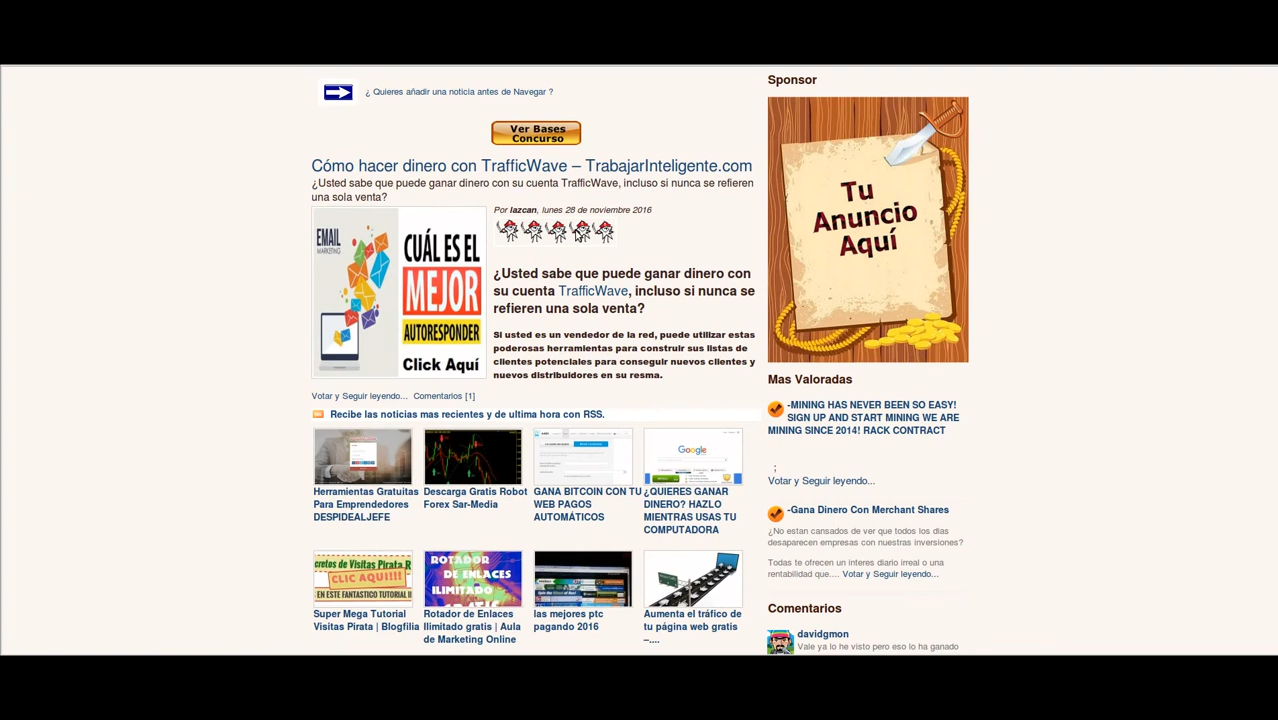 ¿ Quieres añadir una noticia antes de Navegar ?
Ver Bases
Concurso
Cómo hacer dinero con TrafficWave – TrabajarInteligente.com
¿Usted sabe que puede ganar dinero con su cuenta TrafficWave, incluso si nunca se refieren
una sola venta?
EMAIL
MARKETING
CUÁL ES EL
MEJOR
AUTORESPONDER
Click Aquí
Por lazcan, lunes 28 de noviembre 2016
¿Usted sabe que puede ganar dinero con
su cuenta TrafficWave, incluso si nunca se
refieren una sola venta?
Si usted es un vendedor de la red, puede utilizar estas
poderosas herramientas para construir sus listas de
clientes potenciales para conseguir nuevos clientes y
nuevos distribuidores en su resma.
Votar y Seguir leyendo... Comentarios [1]
Recibe las noticias mas recientes y de ultima hora con RSS.
Herramientas Gratuitas
Para Emprendedores
DESPIDEALJEFE
Descarga Gratis Robot
Forex Sar-Media
GANA BITCOIN CON TU
WEB PAGOS
AUTOMÁTICOS
Google
¿QUIERES GANAR
DINERO? HAZLO
MIENTRAS USAS TU
COMPUTADORA
cretos de Visitas Pirata.R
CLIC AQUI!!!
EN ESTE FANTASTICO TUTORIAL
Super Mega Tutorial
Visitas Pirata | Blogfilia
ROTADOR
DE ENLACES
ILIMITADO
GRATIS
Rotador de Enlaces
Ilimitado gratis | Aula
de Marketing Online
las mejores ptc
pagando 2016
Aumenta el tráfico de
tu página web gratis
–....
Sponsor
Tu
Anuncio
Aquí
Mas Valoradas
-MINING HAS NEVER BEEN SO EASY!
SIGN UP AND START MINING WE ARE
MINING SINCE 2014! RACK CONTRACT
;
Votar y Seguir leyendo...
-Gana Dinero Con Merchant Shares
¿No estan cansados de ver que todos los dias
desaparecen empresas con nuestras inversiones?
Todas te ofrecen un interes diario irreal o una
rentabilidad que.... Votar y Seguir leyendo...
Comentarios
davidgmon
Vale ya lo he visto pero eso lo ha ganado